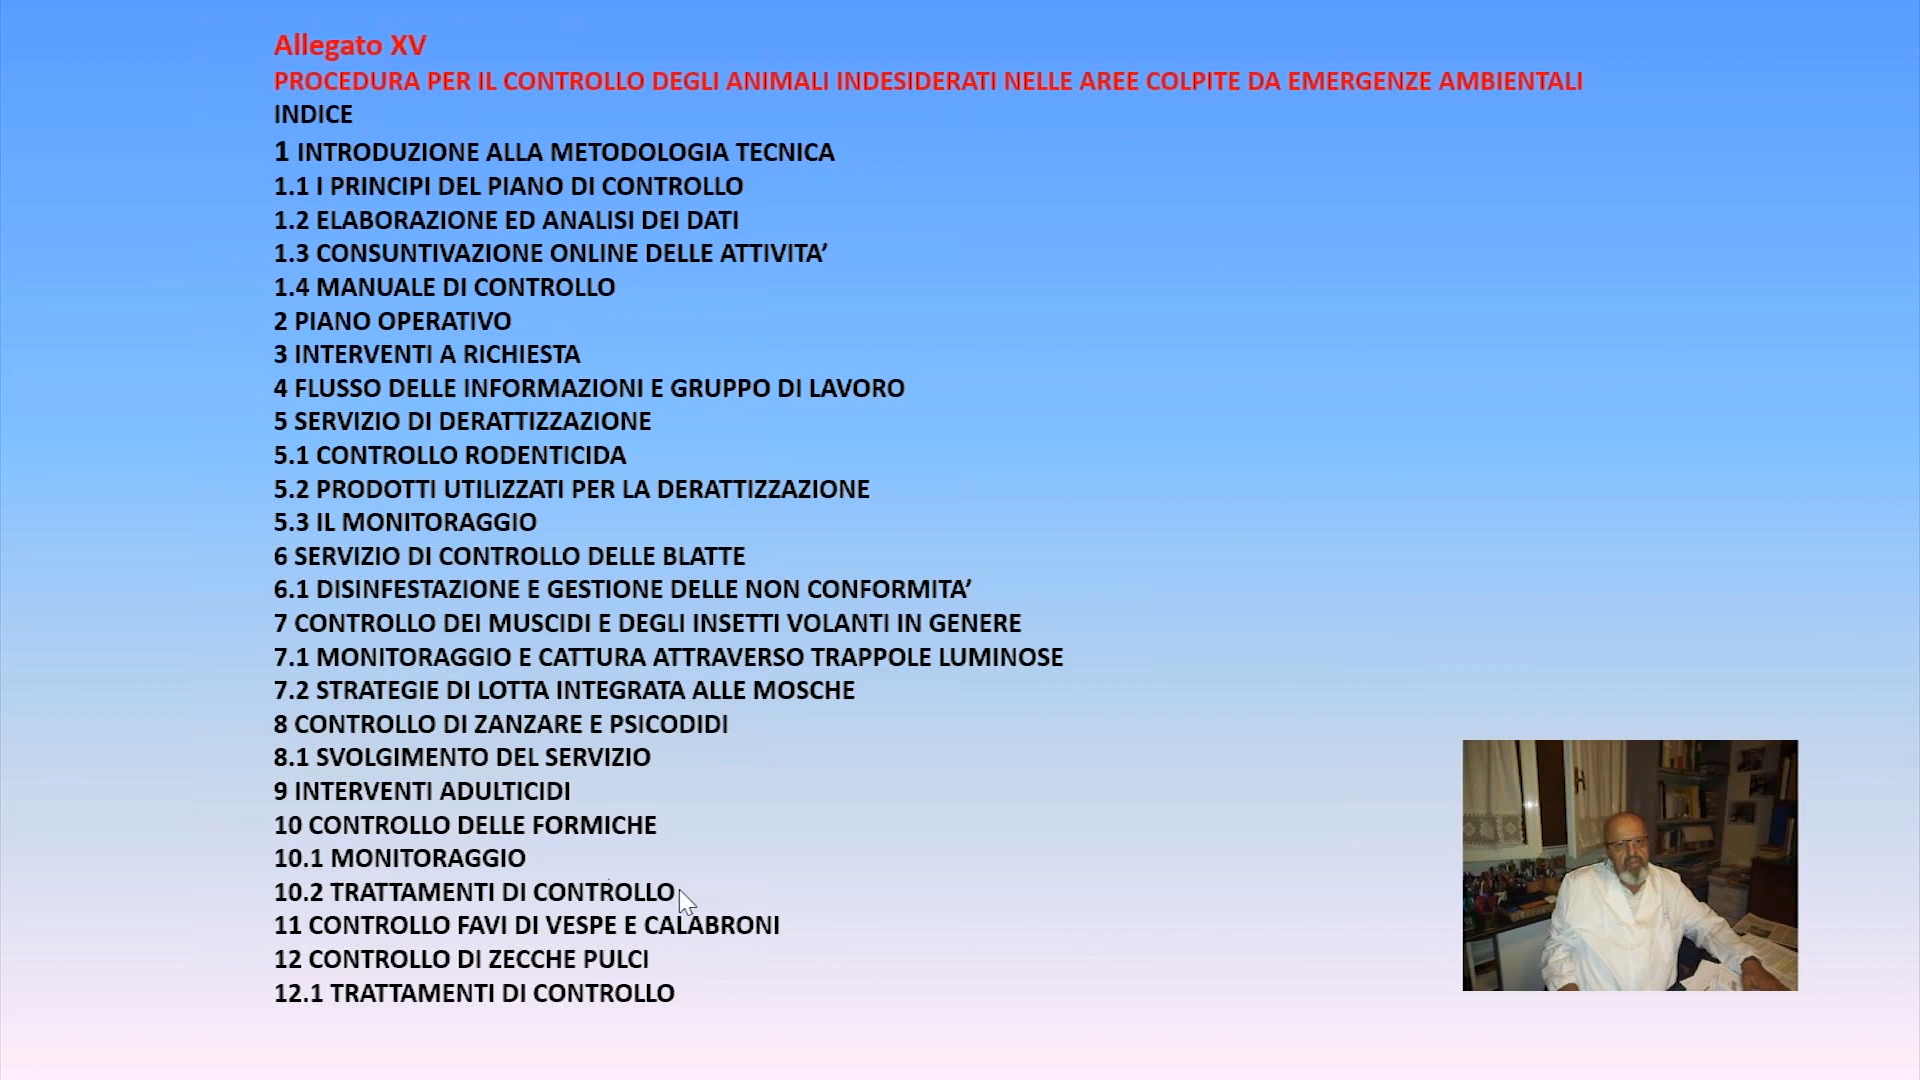 Allegato XV
PROCEDURA PER IL CONTROLLO DEGLI ANIMALI INDESIDERATI NELLE AREE COLPITE DA EMERGENZE AMBIENTALI
INDICE
1 INTRODUZIONE ALLA METODOLOGIA TECNICA
1.1 I PRINCIPI DEL PIANO DI CONTROLLO
1.2 ELABORAZIONE ED ANALISI DEI DATI
1.3 CONSUNTIVAZIONE ONLINE DELLE ATTIVITA’
1.4 MANUALE DI CONTROLLO
2 PIANO OPERATIVO
3 INTERVENTI A RICHIESTA
4 FLUSSO DELLE INFORMAZIONI E GRUPPO DI LAVORO
5 SERVIZIO DI DERATTIZZAZIONE
5.1 CONTROLLO RODENTICIDA
5.2 PRODOTTI UTILIZZATI PER LA DERATTIZZAZIONE
5.3 IL MONITORAGGIO
6 SERVIZIO DI CONTROLLO DELLE BLATTE
6.1 DISINFESTAZIONE E GESTIONE DELLE NON CONFORMITA’
7 CONTROLLO DEI MUSCIDI E DEGLI INSETTI VOLANTI IN GENERE
7.1 MONITORAGGIO E CATTURA ATTRAVERSO TRAPPOLE LUMINOSE
7.2 STRATEGIE DI LOTTA INTEGRATA ALLE MOSCHE
8 CONTROLLO DI ZANZARE E PSICODIDI
8.1 SVOLGIMENTO DEL SERVIZIO
9 INTERVENTI ADULTICIDI
10 CONTROLLO DELLE FORMICHE
10.1 MONITORAGGIO
10.2 TRATTAMENTI DI CONTROLLO
11 CONTROLLO FAVI DI VESPE E CALABRONI
12 CONTROLLO DI ZECCHE PULCI
12.1 TRATTAMENTI DI CONTROLLO